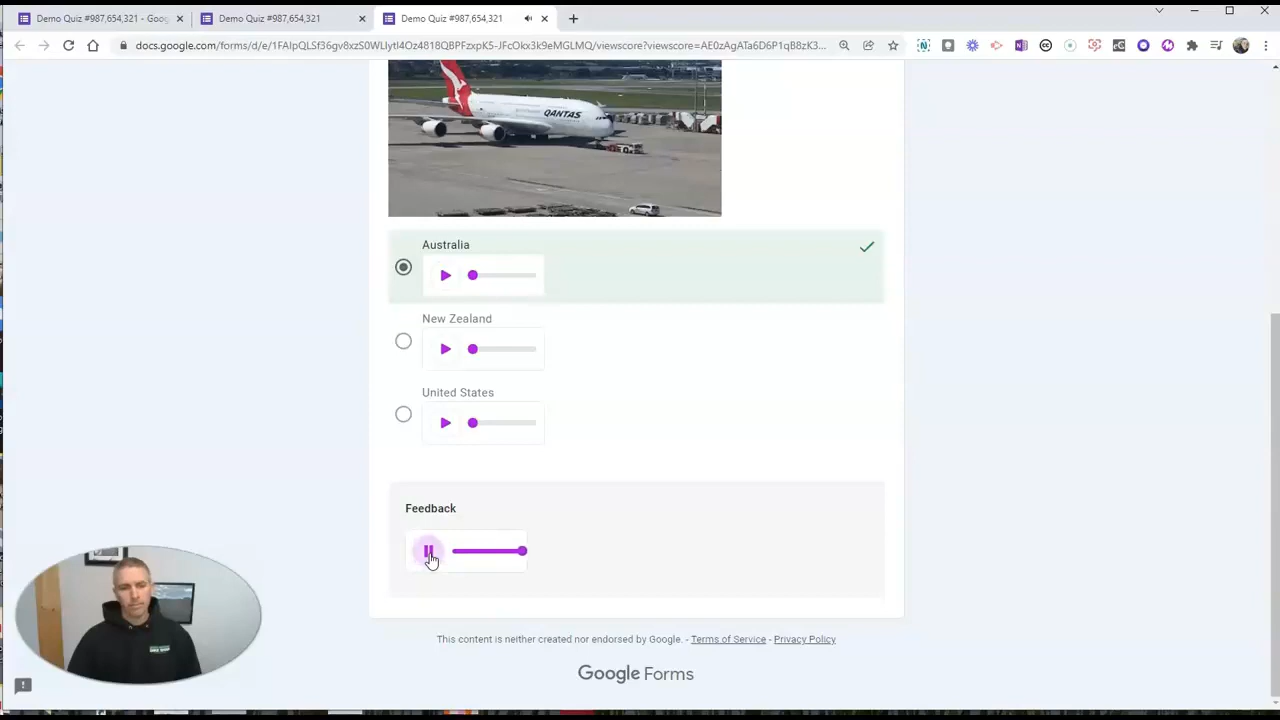 Demo Quiz #987,654,321 - Goog
Demo Quiz #987,654,321
Demo Quiz #987,654,321
docs.google.com/forms/d/e/1FAIpQLSf36gv8xzS0WLIytI4Oz4818QBPFzxpK5-JFcOkx3k9eMGLMQ/viewscore?viewscore=AE0zAgATa6D6P1qB8zK3...
QANTAS
Australia
New Zealand
United States
Feedback
This content is neither created nor endorsed by Google. - Terms of Service - Privacy Policy
Google Forms